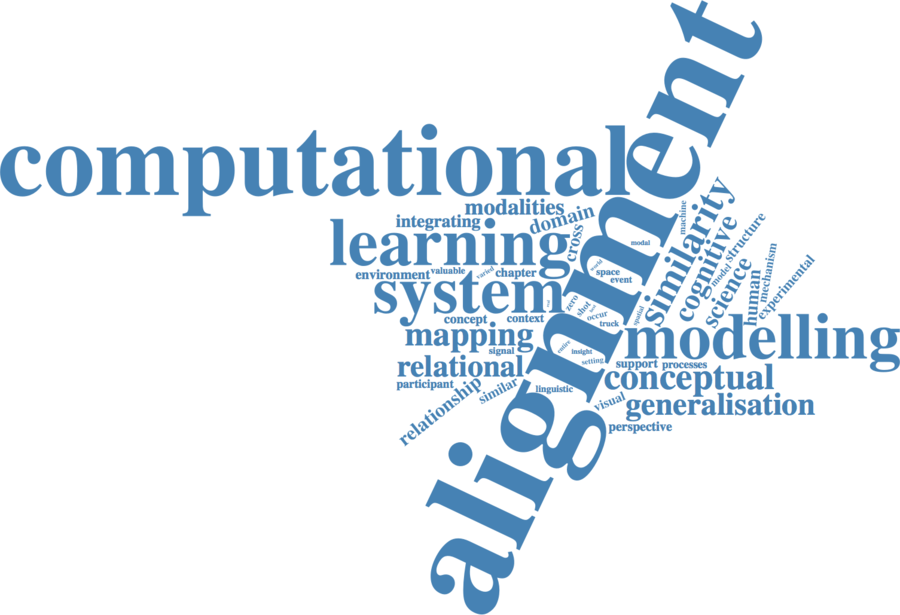 alignment
computational
modalities
integrating
domain
cross
learning
environment
valuable
varied
chapter
system
concept
context
mapping
signal
relational
participant
relationship
similar
linguistic
modal
machine
world
space
event
zero
shot
occur
truck
spatial
entire
insight
setting
similarity
cognitive
science
model
structure
human
mechanism
experimental
modelling
support
processes
conceptual
visual
generalisation
perspective